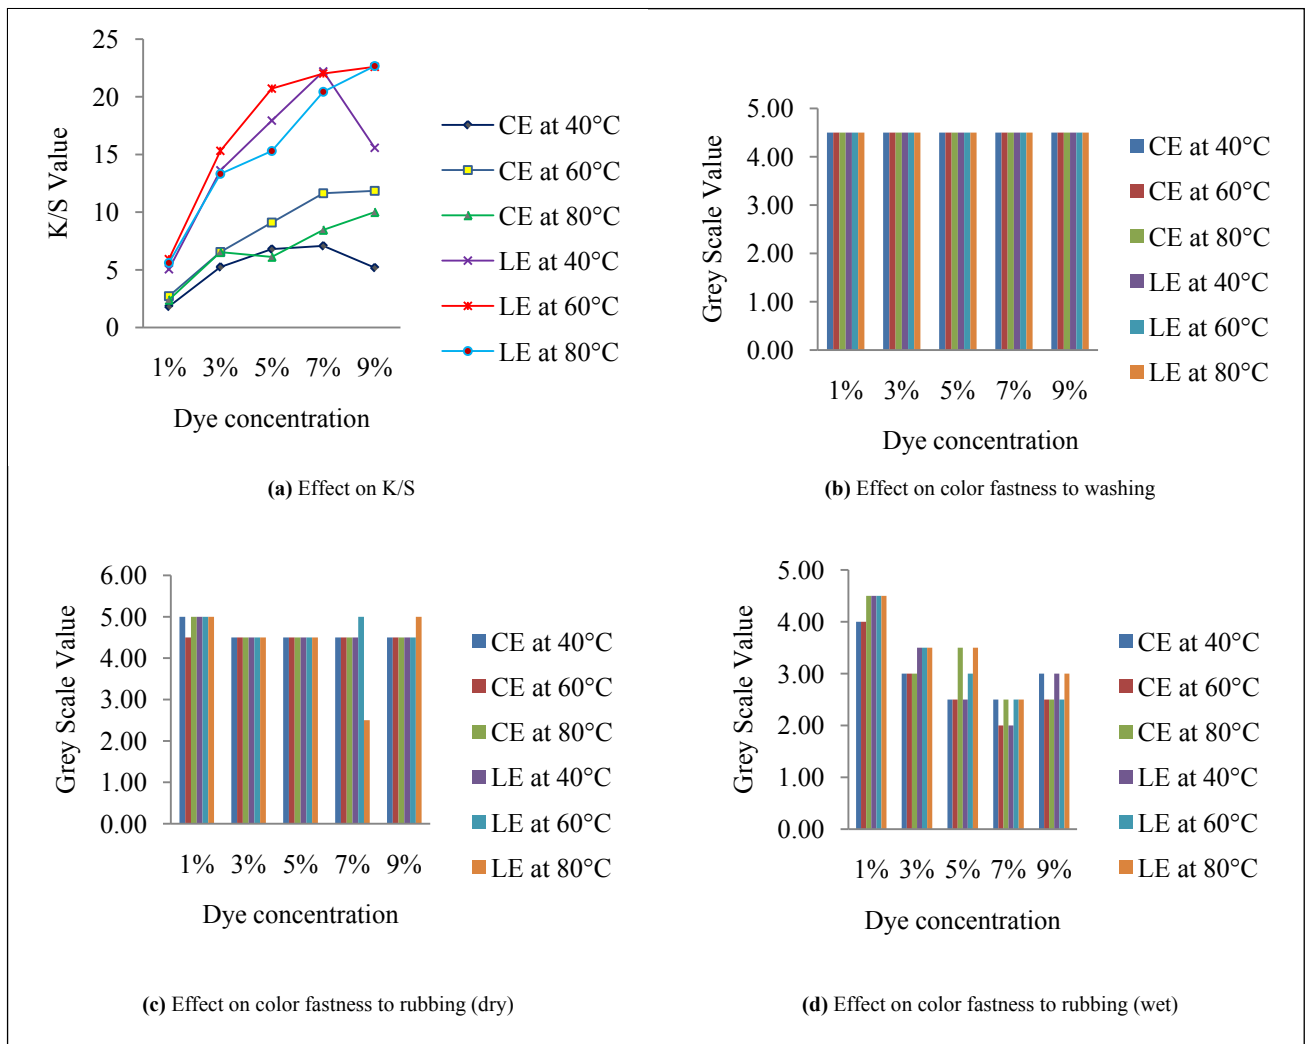 25
20
15
10
5
0
K/S Value
1% 3% 5% 7% 9%
Dye concentration
CE at 40°C
CE at 60°C
CE at 80°C
LE at 40°C
LE at 60°C
LE at 80°C
(a) Effect on K/S
5.00
4.00
3.00
2.00
1.00
0.00
Grey Scale Value
1% 3% 5% 7% 9%
Dye concentration
CE at 40°C
CE at 60°C
CE at 80°C
LE at 40°C
LE at 60°C
LE at 80°C
(b) Effect on color fastness to washing
6.00
5.00
4.00
3.00
2.00
1.00
0.00
Grey Scale Value
1% 3% 5% 7% 9%
Dye concentration
CE at 40°C
CE at 60°C
CE at 80°C
LE at 40°C
LE at 60°C
LE at 80°C
(c) Effect on color fastness to rubbing (dry)
5.00
4.00
3.00
2.00
1.00
0.00
Grey Scale Value
1% 3% 5% 7% 9%
Dye concentration
CE at 40°C
CE at 60°C
CE at 80°C
LE at 40°C
LE at 60°C
LE at 80°C
(d) Effect on color fastness to rubbing (wet)